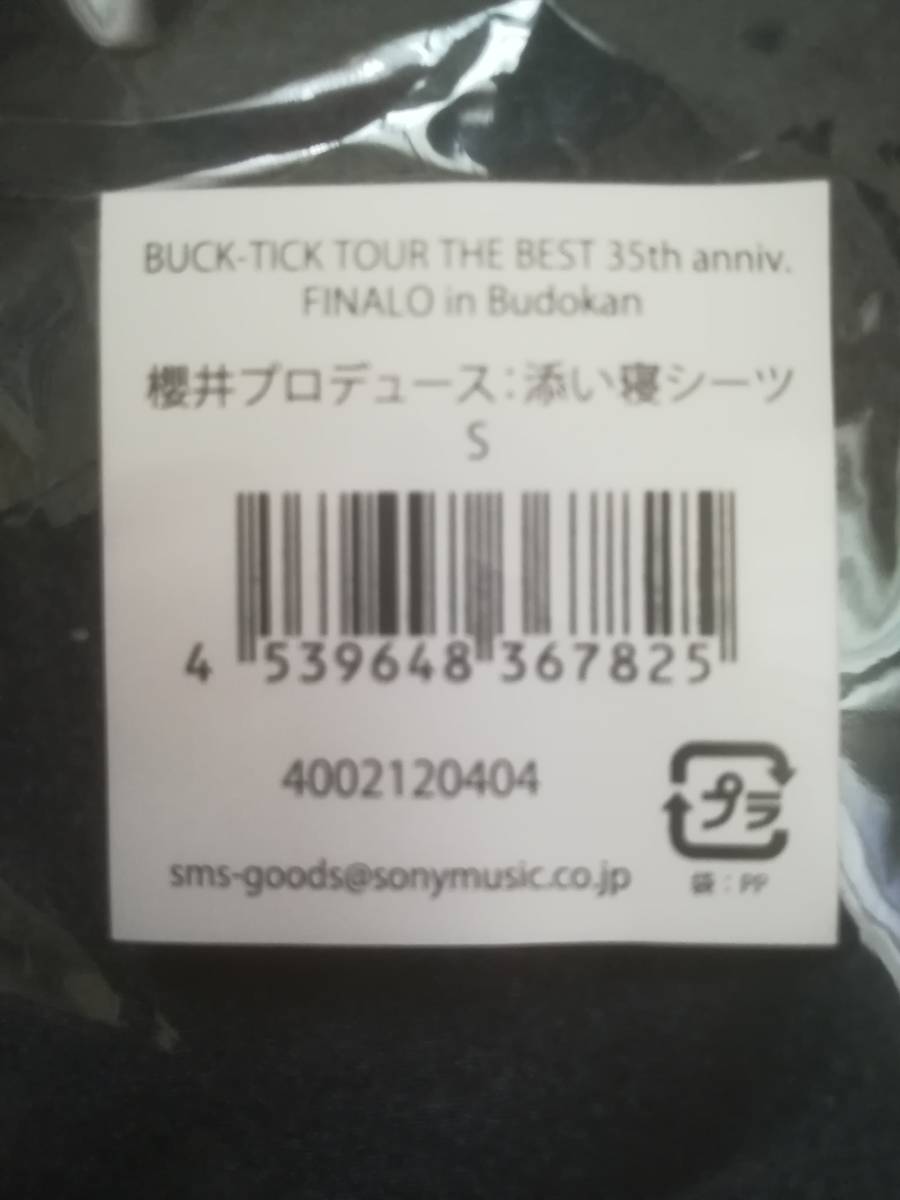 BUCK-TICK TOUR THE BEST 35th anniv.
FINALO in Budokan
櫻井プロデュース：添い寝シーツ
S
4 539648 367825
4002120404
プラ
sms-goods@sonymusic.co.jp
袋：PP